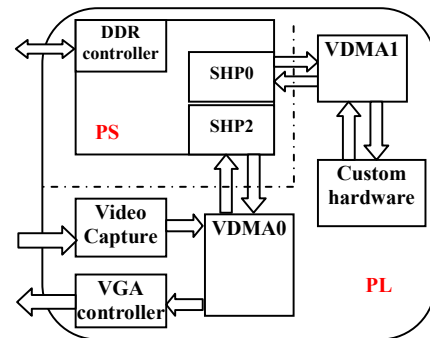 DDR
controller
SHP0
VDMA1
PS
SHP2
Custom
hardware
Video
Capture
VDMA0
VGA
controller
PL